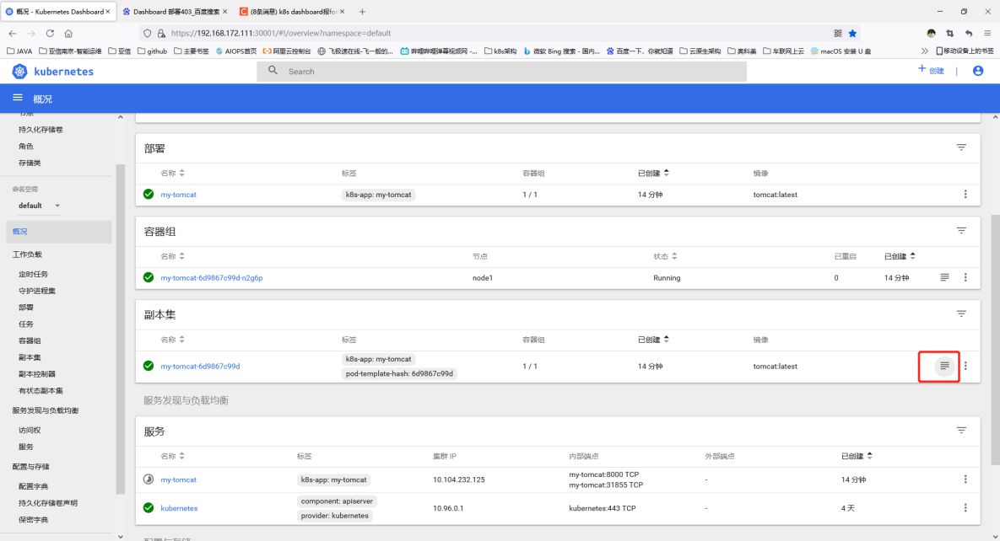 概况 - Kubernetes Dashboard
Dashboard 部署403_百度搜索
(8条消息) k8s dashboard报for
https://192.168.172.111:30001/#!/overview?namespace=default
JAVA 亚信南京-智能运维 亚信 github 主要书签 AIOPS首页 阿里云控制台 飞极速在线-飞一般的... 哔哩哔哩弹幕视频网 -... k8s架构 微软 Bing 搜索 - 国内... 百度一下，你就知道 云原生架构 奥科美 车联网上云 macOS 安装 U 盘 移动设备上的书签
kubernetes
Search
创建
概况
节点
持久化存储卷
角色
存储类
命名空间
default
概况
工作负载
定时任务
守护进程集
部署
任务
容器组
副本集
副本控制器
有状态副本集
服务发现与负载均衡
访问权
服务
配置与存储
配置字典
持久化存储卷声明
保密字典
部署
名称 标签 容器组 已创建 镜像
my-tomcat k8s-app: my-tomcat 1 / 1 14 分钟 tomcat:latest
容器组
名称 节点 状态 已重启 已创建
my-tomcat-6d9867c99d-n2g6p node1 Running 0 14 分钟
副本集
名称 标签 容器组 已创建 镜像
my-tomcat-6d9867c99d k8s-app: my-tomcat 1 / 1 14 分钟 tomcat:latest
pod-template-hash: 6d9867c99d
服务发现与负载均衡
服务
名称 标签 集群 IP 内部端点 外部端点 已创建
my-tomcat k8s-app: my-tomcat 10.104.232.125 my-tomcat:8000 TCP - 14 分钟
my-tomcat:31855 TCP
kubernetes component: apiserver 10.96.0.1 kubernetes:443 TCP - 4 天
provider: kubernetes
配置与存储